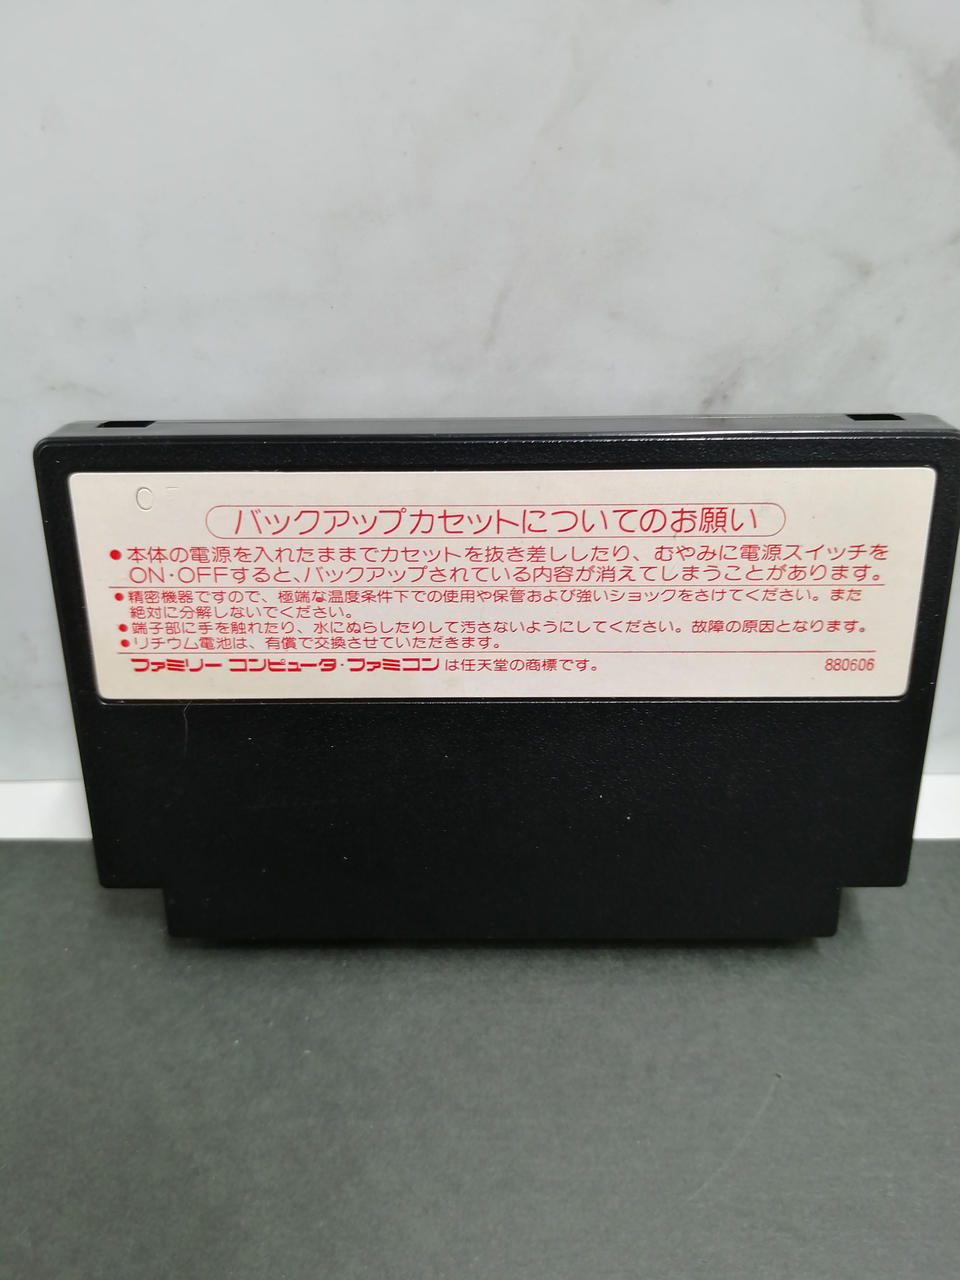 バックアップカセットについてのお願い
●本体の電源を入れたままでカセットを抜き差ししたり、むやみに電源スイッチを
ON·OFFすると、バックアップされている内容が消えてしまうことがあります。
●精密機器ですので、極端な温度条件下での使用や保管および強いショックをさけてください。また
絶対に分解しないでください。
●端子部に手を触れたり、水にぬらしたりして汚さないようにしてください。故障の原因となります。
●リチウム電池は、有償で交換させていただきます。
ファミリー コンピュータ·ファミコン は任天堂の商標です。 880606